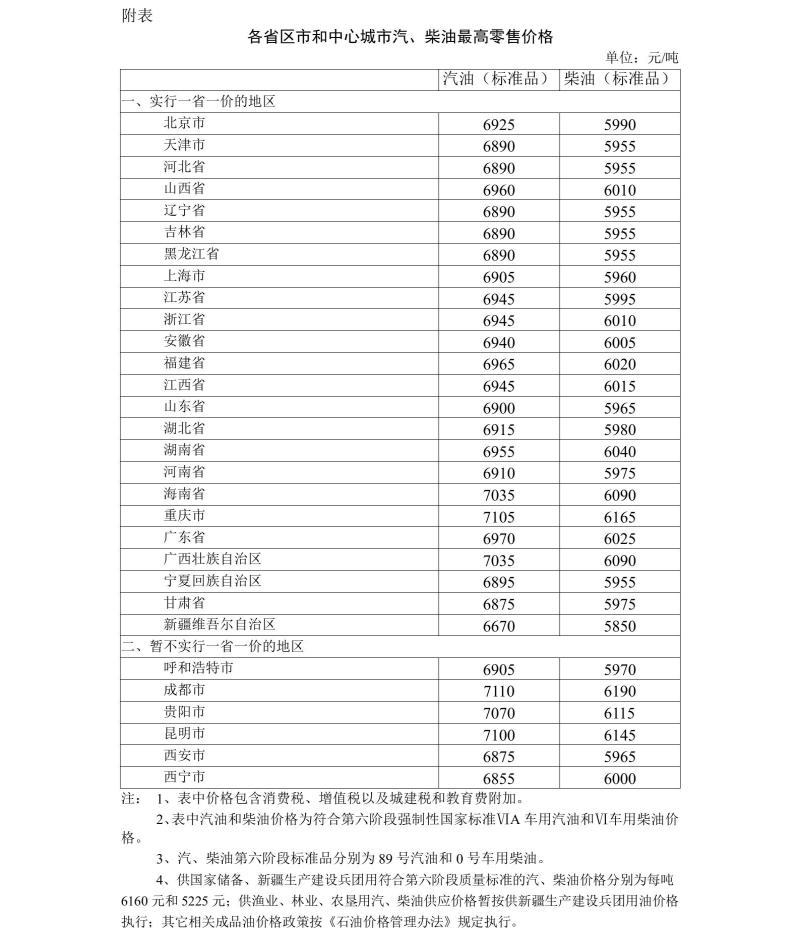 附表
各省区市和中心城市汽、柴油最高零售价格
单位：元/吨
汽油（标准品） 柴油（标准品）
一、实行一省一价的地区
北京市 6925 5990
天津市 6890 5955
河北省 6890 5955
山西省 6960 6010
辽宁省 6890 5955
吉林省 6890 5955
黑龙江省 6890 5955
上海市 6905 5960
江苏省 6945 5995
浙江省 6945 6010
安徽省 6940 6005
福建省 6965 6020
江西省 6945 6015
山东省 6900 5965
湖北省 6915 5980
湖南省 6955 6040
河南省 6910 5975
海南省 7035 6090
重庆市 7105 6165
广东省 6970 6025
广西壮族自治区 7035 6090
宁夏回族自治区 6895 5955
甘肃省 6875 5975
新疆维吾尔自治区 6670 5850
二、暂不实行一省一价的地区
呼和浩特市 6905 5970
成都市 7110 6190
贵阳市 7070 6115
昆明市 7100 6145
西安市 6875 5965
西宁市 6855 6000
注： 1、表中价格包含消费税、增值税以及城建税和教育费附加。
2、表中汽油和柴油价格为符合第六阶段强制性国家标准ⅥA 车用汽油和Ⅵ车用柴油价
格。
3、汽、柴油第六阶段标准品分别为 89 号汽油和 0 号车用柴油。
4、供国家储备、新疆生产建设兵团用符合第六阶段质量标准的汽、柴油价格分别为每吨
6160 元和 5225 元；供渔业、林业、农垦用汽、柴油供应价格暂按供新疆生产建设兵团用油价格
执行；其它相关成品油价格政策按《石油价格管理办法》规定执行。